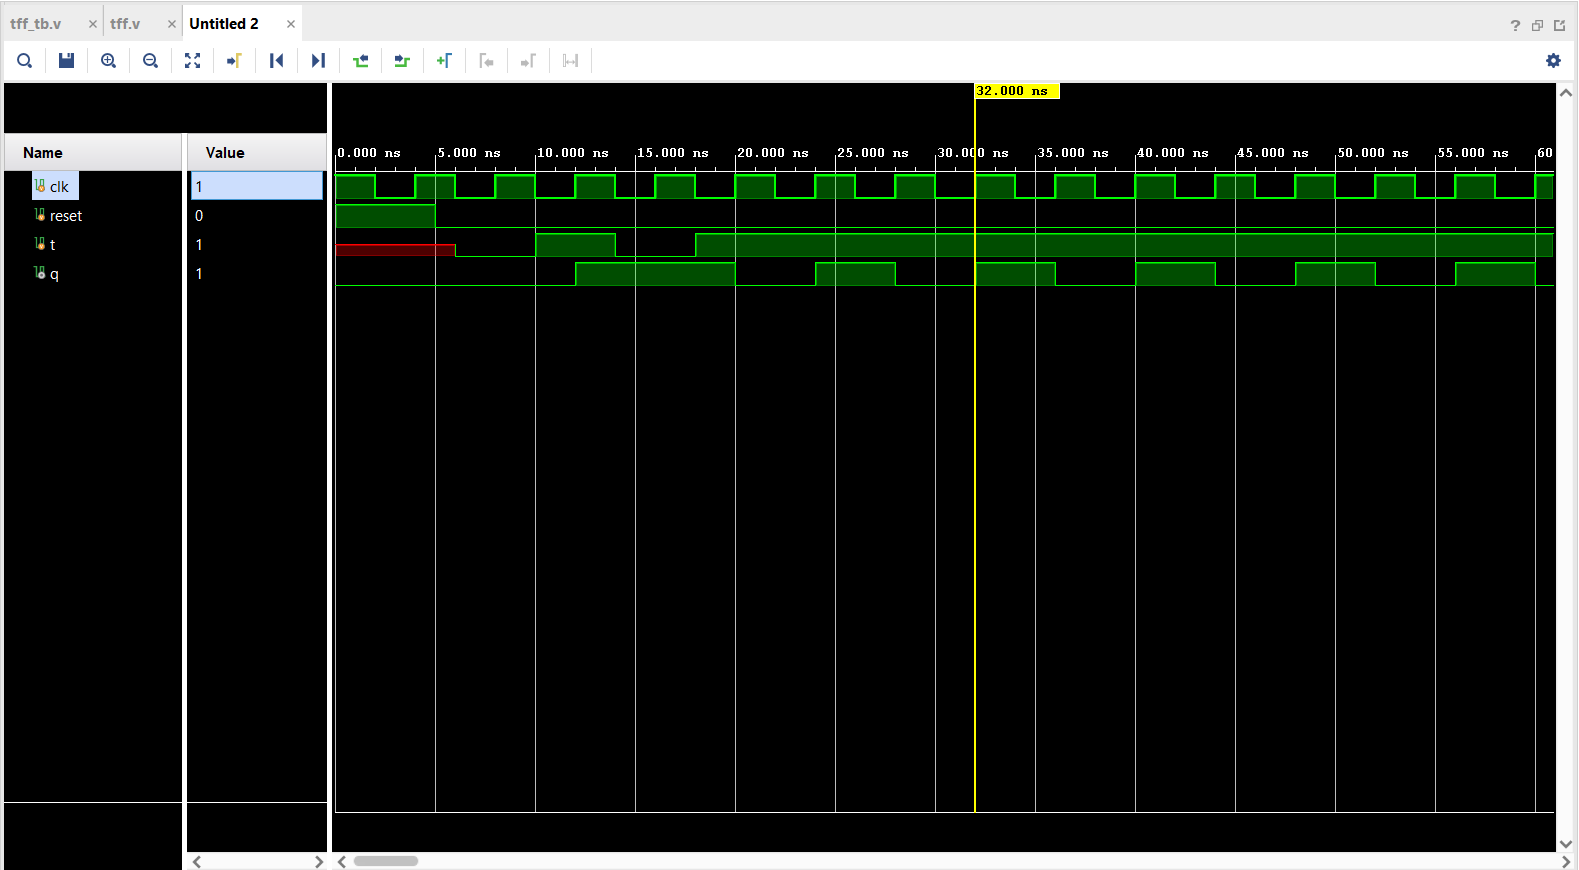 tff_tb.v × tff.v × Untitled 2 ×
?
32.000 ns
Name Value
0.000 ns 5.000 ns 10.000 ns 15.000 ns 20.000 ns 25.000 ns 30.000 ns 35.000 ns 40.000 ns 45.000 ns 50.000 ns 55.000 ns 60
clk 1
reset 0
t 1
q 1